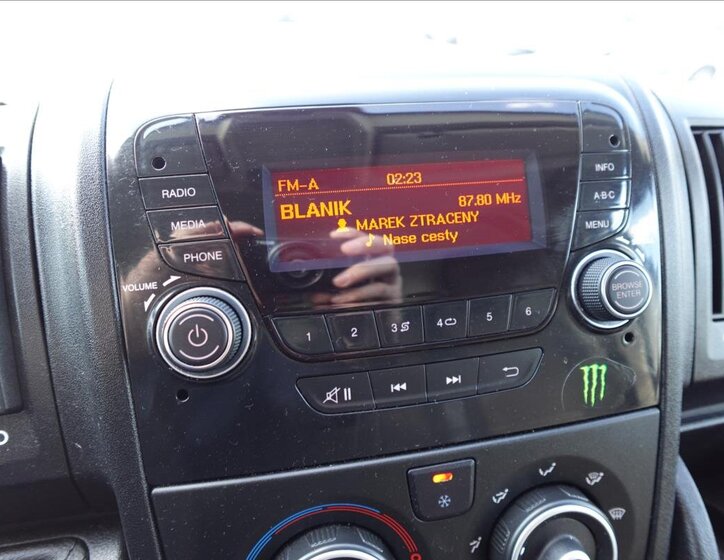 FM-A 02:23
BLANIK 87.80 MHz
MAREK ZTRACENY
Nase cesty
RADIO
MEDIA
PHONE
VOLUME
INFO
A·B·C
MENU
BROWSE
ENTER
1 2 3 4 5 6